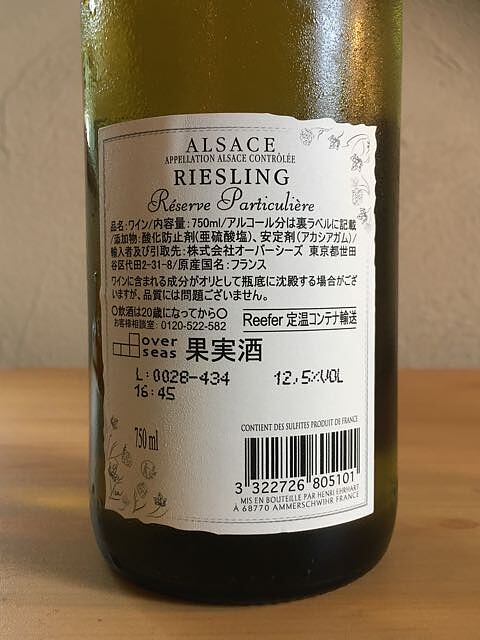 ALSACE
APPELLATION ALSACE CONTRÔLÉE
RIESLING
Réserve Particulière
品名:ワイン/内容量:750ml/アルコール分は裏ラベルに記載
/添加物:酸化防止剤(亜硫酸塩)、安定剤(アカシアガム)/
輸入者及び引取先:株式会社オーバーシーズ 東京都世田
谷区代田2-31-8/原産国名:フランス
ワインに含まれる成分がオリとして瓶底に沈殿する場合がござ
いますが、品質には問題ございません。
〇飲酒は20歳になってから〇
お客様相談室: 0120-522-582
Reefer 定温コンテナ輸送
over
seas 果実酒
L:0028-434 12,5%VOL
16:45
750 ml
CONTIENT DES SULFITES PRODUIT DE FRANCE
3 322726 805101
MIS EN BOUTEILLE PAR HENRI EHRHART
À 68770 AMMERSCHWIHR FRANCE